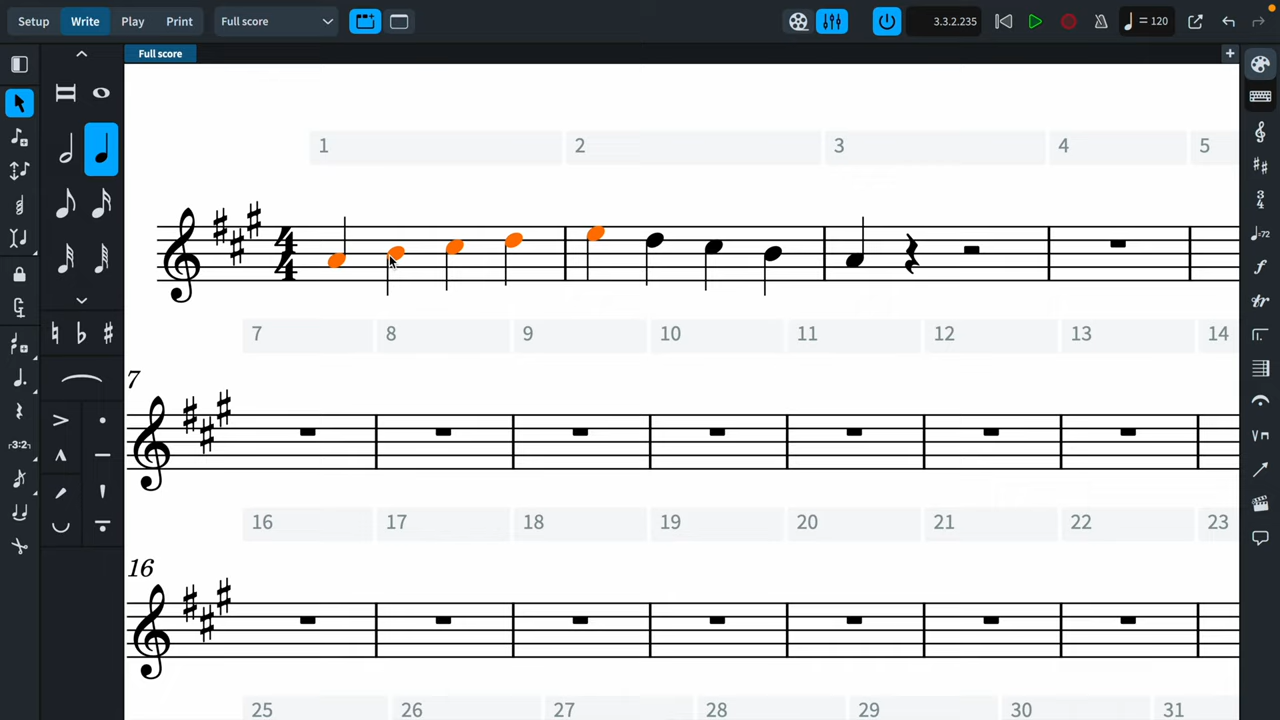 Setup Write Play Print Full score 3.3.2.235 = 120
Full score
1 2 3 4 5
4
4
7 8 9 10 11 12 13 14
7
16 17 18 19 20 21 22 23
16
25 26 27 28 29 30 31